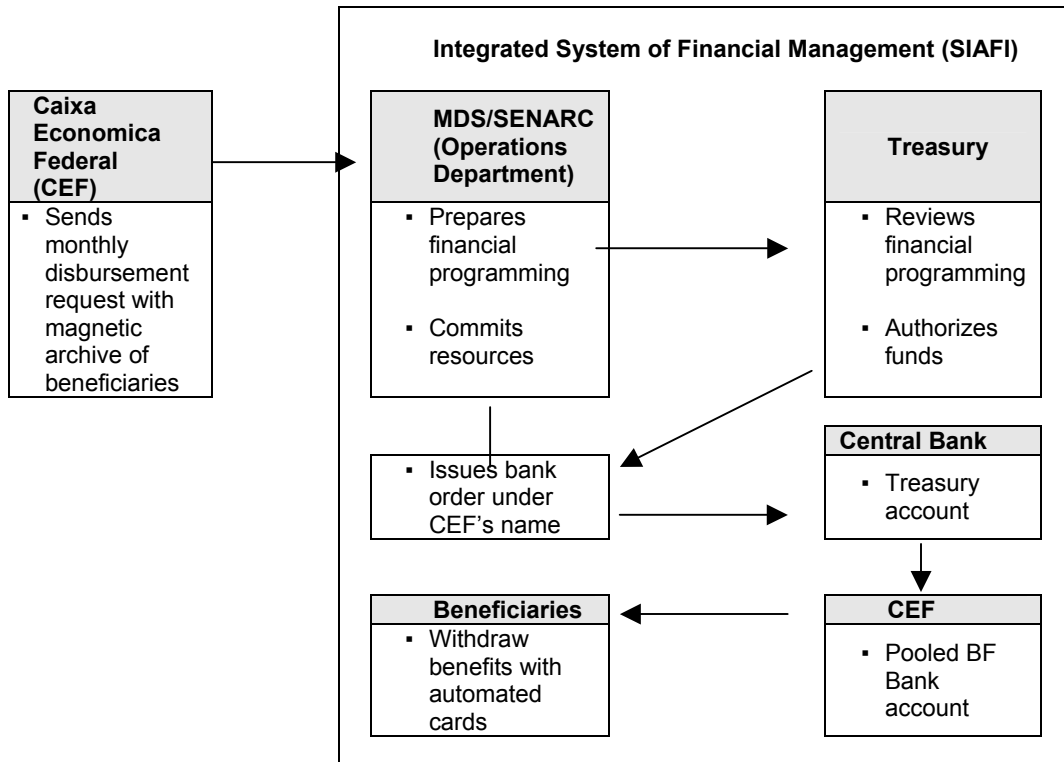 Integrated System of Financial Management (SIAFI)
Caixa
Economica
Federal
(CEF)
▪ Sends
monthly
disbursement
request with
magnetic
archive of
beneficiaries
MDS/SENARC
(Operations
Department)
▪ Prepares
financial
programming
▪ Commits
resources
Treasury
▪ Reviews
financial
programming
▪ Authorizes
funds
▪ Issues bank
order under
CEF’s name
Central Bank
▪ Treasury
account
Beneficiaries
▪ Withdraw
benefits with
automated
cards
CEF
▪ Pooled BF
Bank
account